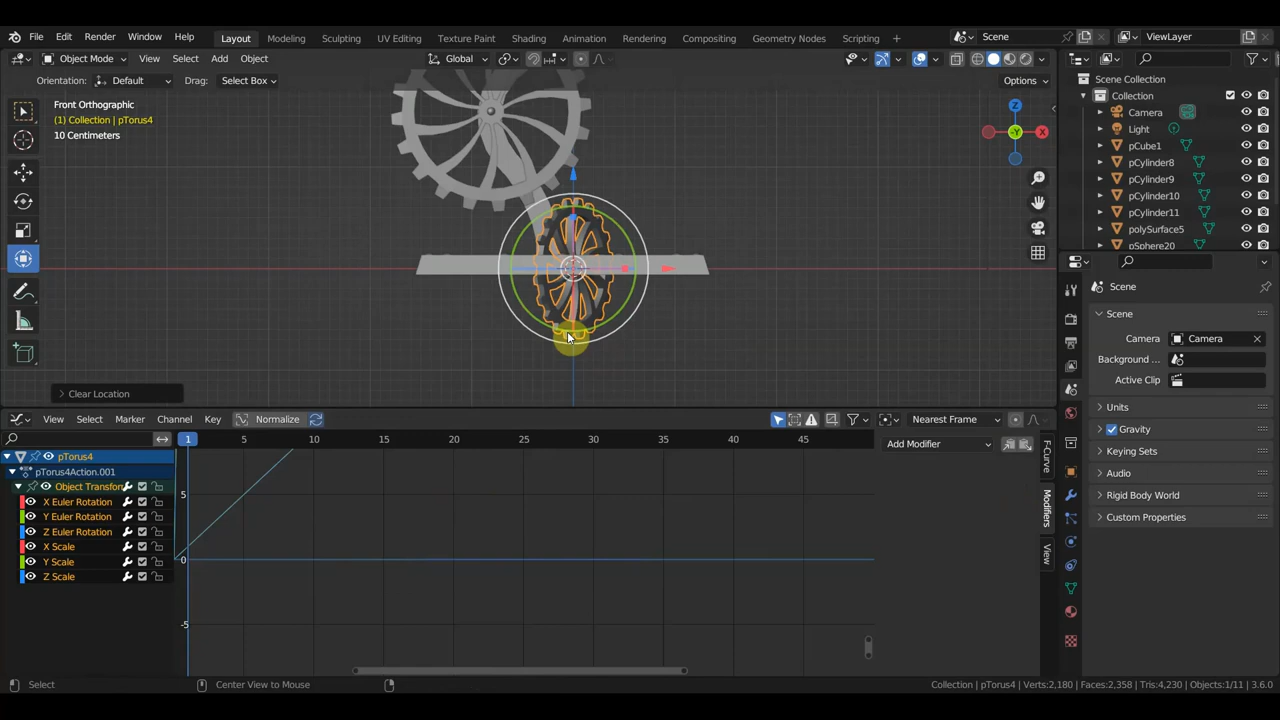 File Edit Render Window Help Layout Modeling Sculpting UV Editing Texture Paint Shading Animation Rendering Compositing Geometry Nodes Scripting + Scene ViewLayer
Object Mode View Select Add Object Global Options
Orientation: Default Drag: Select Box
Front Orthographic
(1) Collection | pTorus4
10 Centimeters
Z
X
-Y
Clear Location
Scene Collection
Collection
Camera
Light
pCube1
pCylinder8
pCylinder9
pCylinder10
pCylinder11
polySurface5
pSphere20
Scene
Scene
Camera Camera
Background ...
Active Clip
Units
Gravity
Keying Sets
Audio
Rigid Body World
Custom Properties
View Select Marker Channel Key Normalize Nearest Frame
1 5 10 15 20 25 30 35 40 45
Add Modifier
pTorus4
pTorus4Action.001
Object Transfor
X Euler Rotation
Y Euler Rotation
Z Euler Rotation
X Scale
Y Scale
Z Scale
5
0
-5
F-Curve
Modifiers
View
Select Center View to Mouse Collection | pTorus4 | Verts:2,180 | Faces:2,358 | Tris:4,230 | Objects:1/11 | 3.6.0